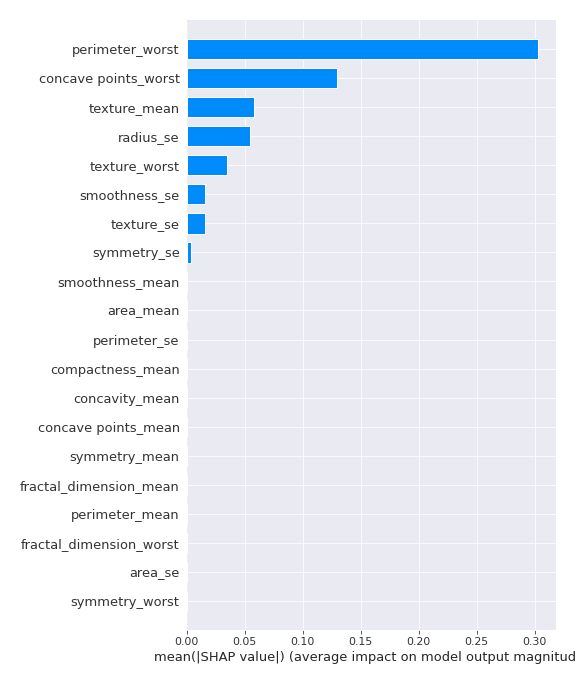 perimeter_worst
concave points_worst
texture_mean
radius_se
texture_worst
smoothness_se
texture_se
symmetry_se
smoothness_mean
area_mean
perimeter_se
compactness_mean
concavity_mean
concave points_mean
symmetry_mean
fractal_dimension_mean
perimeter_mean
fractal_dimension_worst
area_se
symmetry_worst
0.00 0.05 0.10 0.15 0.20 0.25 0.30
mean(|SHAP value|) (average impact on model output magnitud